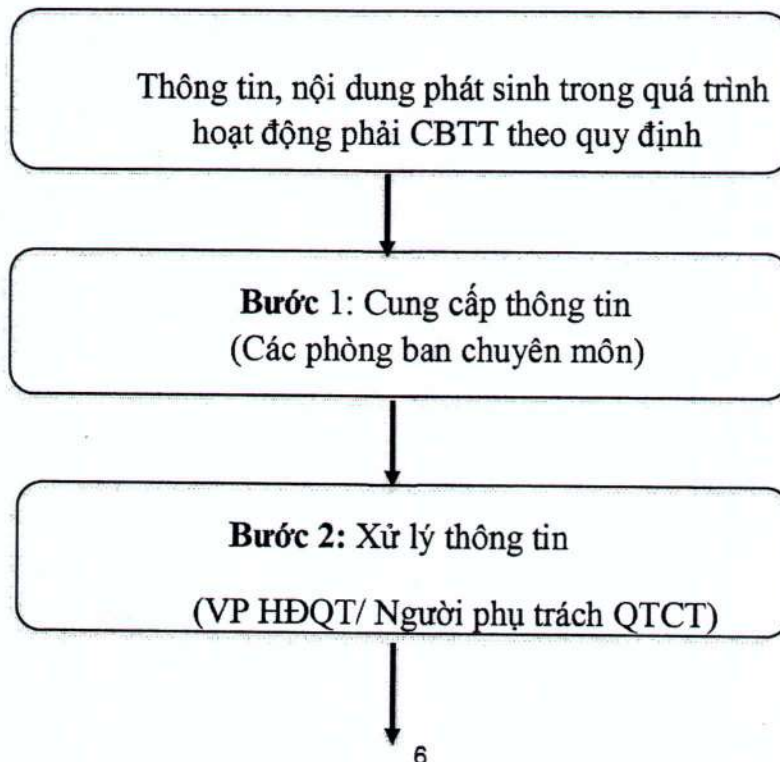 Thông tin, nội dung phát sinh trong quá trình
hoạt động phải CBTT theo quy định
Bước 1: Cung cấp thông tin
(Các phòng ban chuyên môn)
Bước 2: Xử lý thông tin
(VP HĐQT/ Người phụ trách QTCT)
6